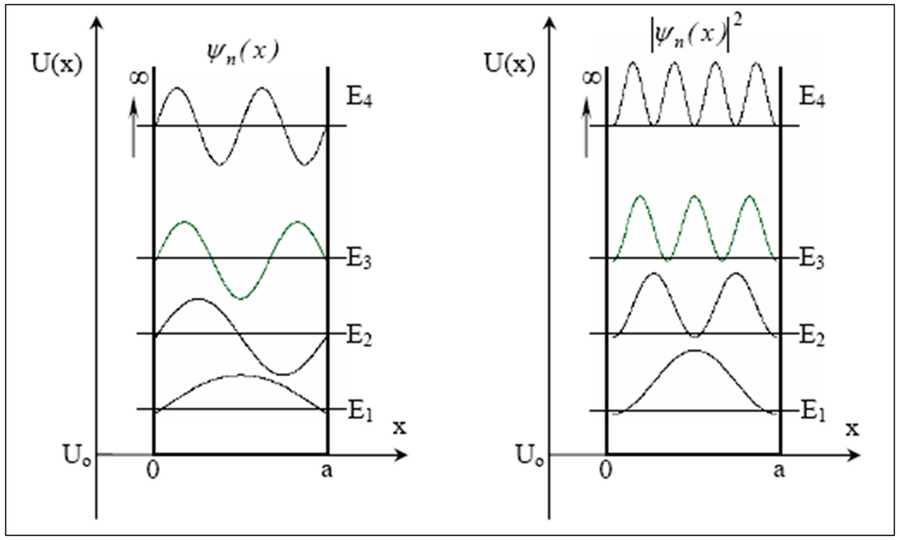 ψₙ(x)
U(x)
∞
E₄
E₃
E₂
E₁
x
Uₒ
0
a
|ψₙ(x)|²
U(x)
∞
E₄
E₃
E₂
E₁
x
Uₒ
0
a